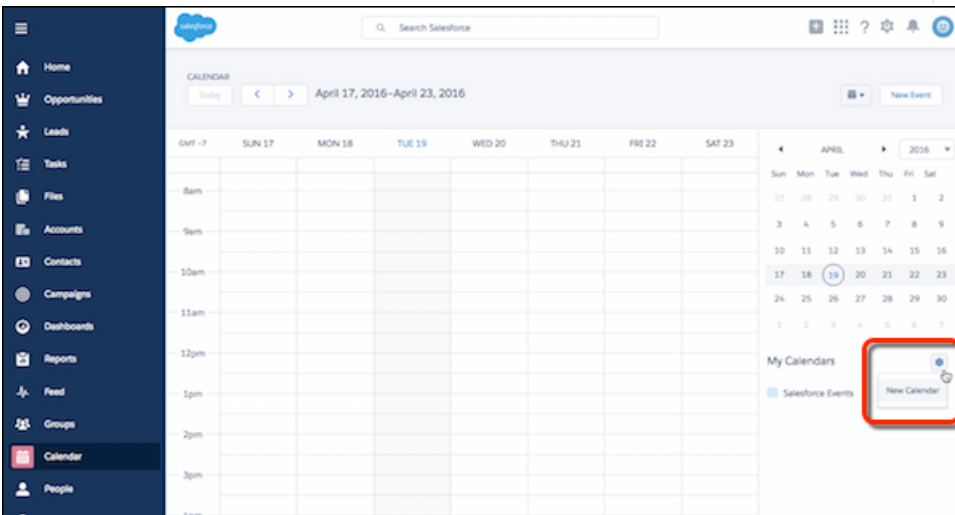 salesforce
Search Salesforce
?
Home
Opportunities
Leads
Tasks
Files
Accounts
Contacts
Campaigns
Dashboards
Reports
Feed
Groups
Calendar
People
CALENDAR
Today
April 17, 2016–April 23, 2016
New Event
GMT -7 SUN 17 MON 18 TUE 19 WED 20 THU 21 FRI 22 SAT 23
8am
9am
10am
11am
12pm
1pm
2pm
3pm
4pm
APRIL 2016
Sun Mon Tue Wed Thu Fri Sat
27 28 29 30 31 1 2
3 4 5 6 7 8 9
10 11 12 13 14 15 16
17 18 19 20 21 22 23
24 25 26 27 28 29 30
1 2 3 4 5 6 7
My Calendars
Salesforce Events
New Calendar